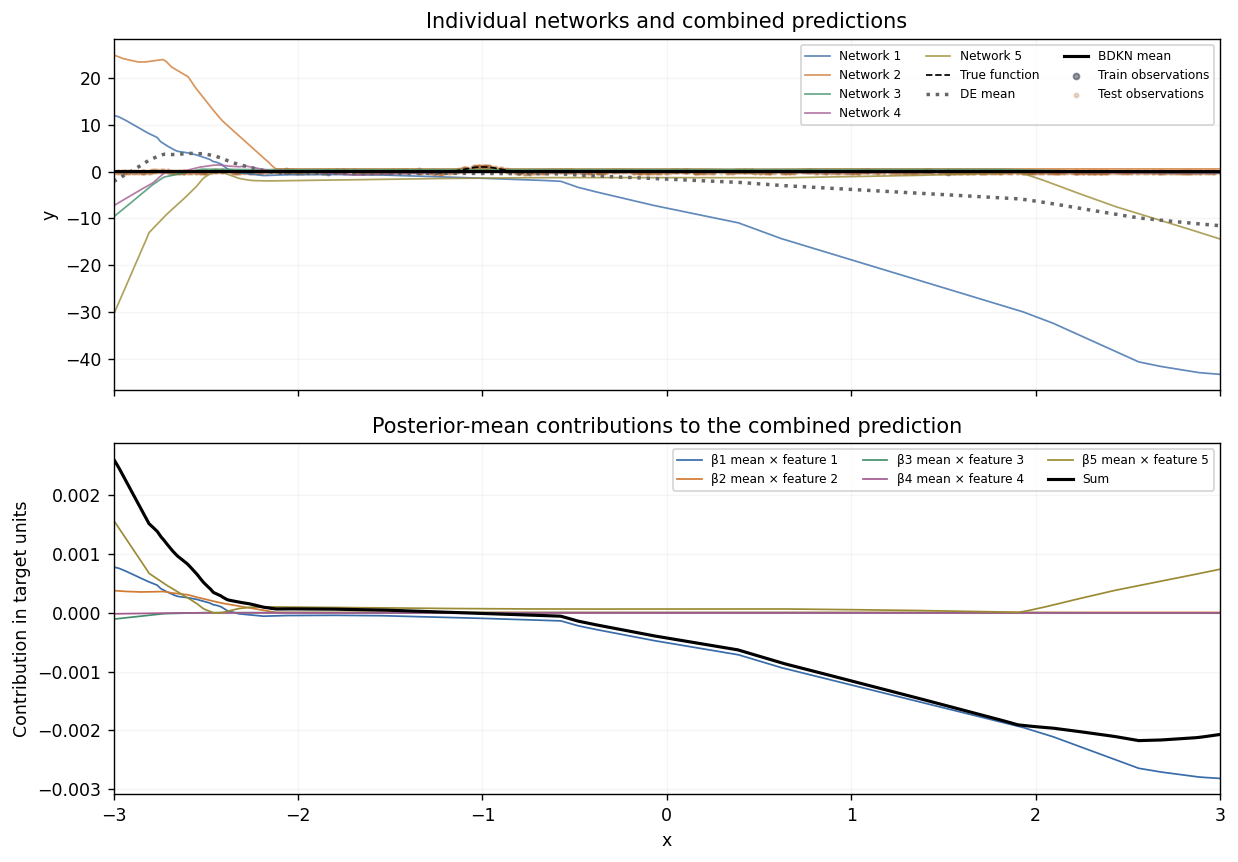 Individual networks and combined predictions
Network 1
Network 2
Network 3
Network 4
Network 5
True function
DE mean
BDKN mean
Train observations
Test observations
20
10
0
−10
−20
−30
−40
y
Posterior-mean contributions to the combined prediction
β1 mean × feature 1
β2 mean × feature 2
β3 mean × feature 3
β4 mean × feature 4
β5 mean × feature 5
Sum
0.002
0.001
0.000
−0.001
−0.002
−0.003
Contribution in target units
−3 −2 −1 0 1 2 3
x